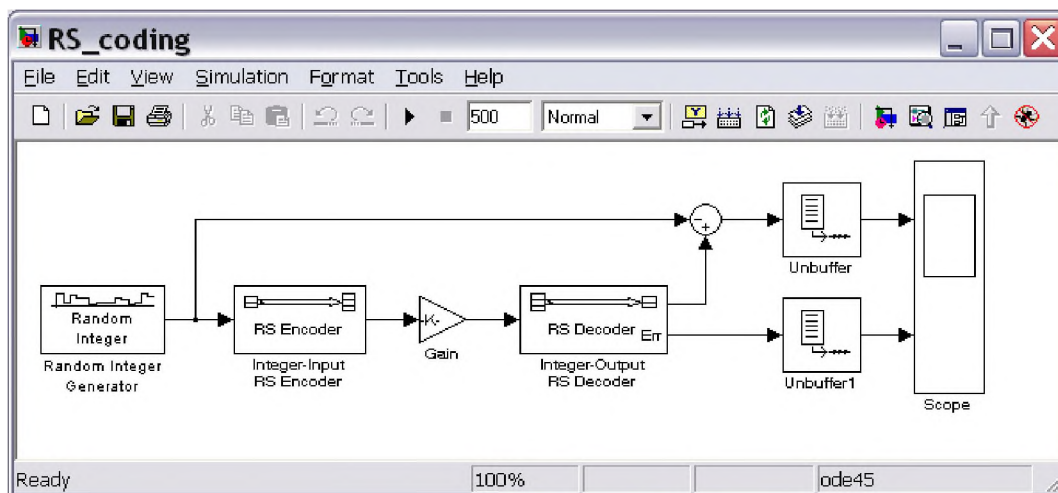 RS_coding
File Edit View Simulation Format Tools Help
500 Normal
Random
Integer
Random Integer
Generator
RS Encoder
Integer-Input
RS Encoder
-K-
Gain
RS Decoder
Err
Integer-Output
RS Decoder
-
+
Unbuffer
Unbuffer1
Scope
Ready 100% ode45